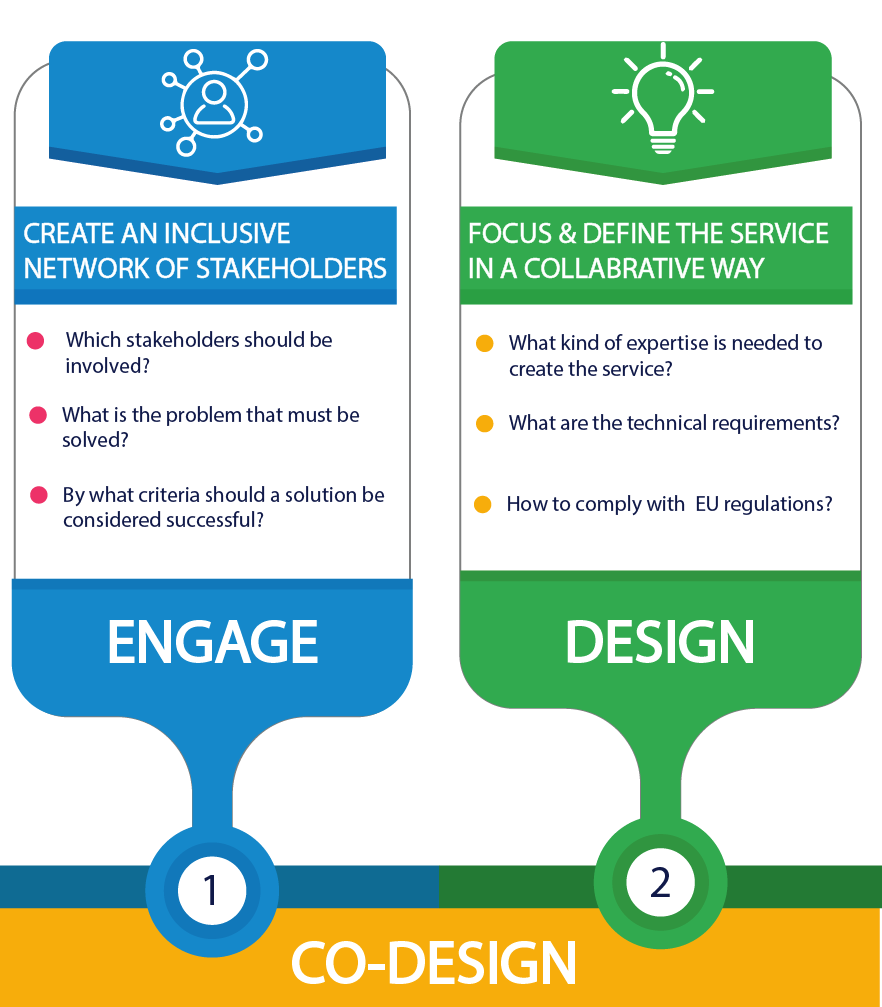 CREATE AN INCLUSIVE
NETWORK OF STAKEHOLDERS
Which stakeholders should be
involved?
What is the problem that must be
solved?
By what criteria should a solution be
considered successful?
ENGAGE
1
FOCUS & DEFINE THE SERVICE
IN A COLLABRATIVE WAY
What kind of expertise is needed to
create the service?
What are the technical requirements?
How to comply with EU regulations?
DESIGN
2
CO-DESIGN